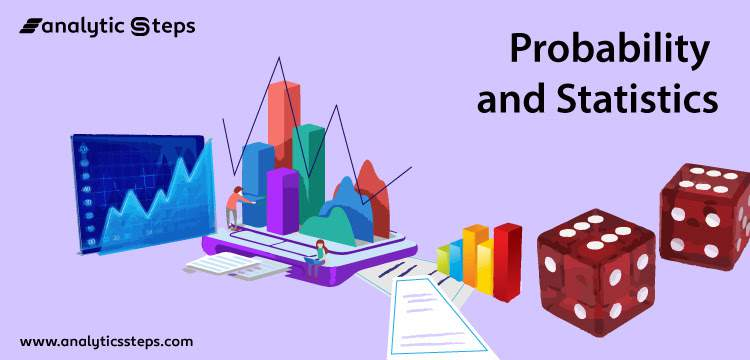 analytic Steps
Probability
and Statistics
www.analyticssteps.com